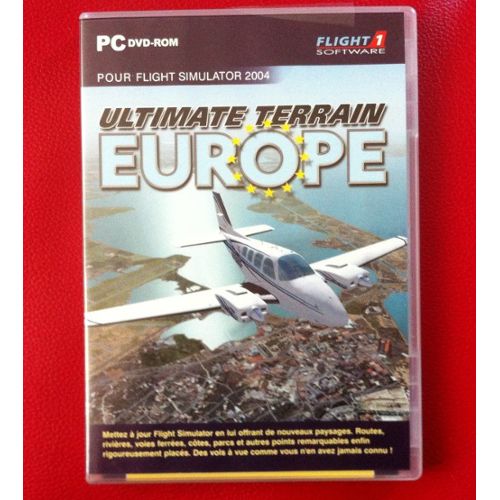 PC DVD-ROM
FLIGHT 1
SOFTWARE
POUR FLIGHT SIMULATOR 2004
ULTIMATE TERRAIN
EUROPE
Mettez à jour Flight Simulator en lui offrant de nouveaux paysages. Routes,
rivières, voies ferrées, côtes, parcs et autres points remarquables enfin
rigoureusement placés. Des vols à vue comme vous n'en avez jamais connu !